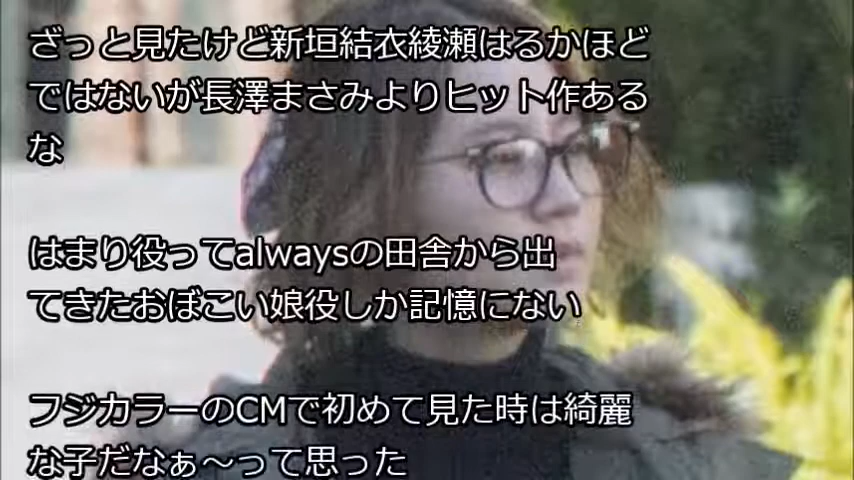 ざっと見たけど新垣結衣綾瀬はるかほど
ではないが長澤まさみよりヒット作ある
な
はまり役ってalwaysの田舎から出
てきたおぼこい娘役しか記憶にない
フジカラーのCMで初めて見た時は綺麗
な子だなぁ～って思った